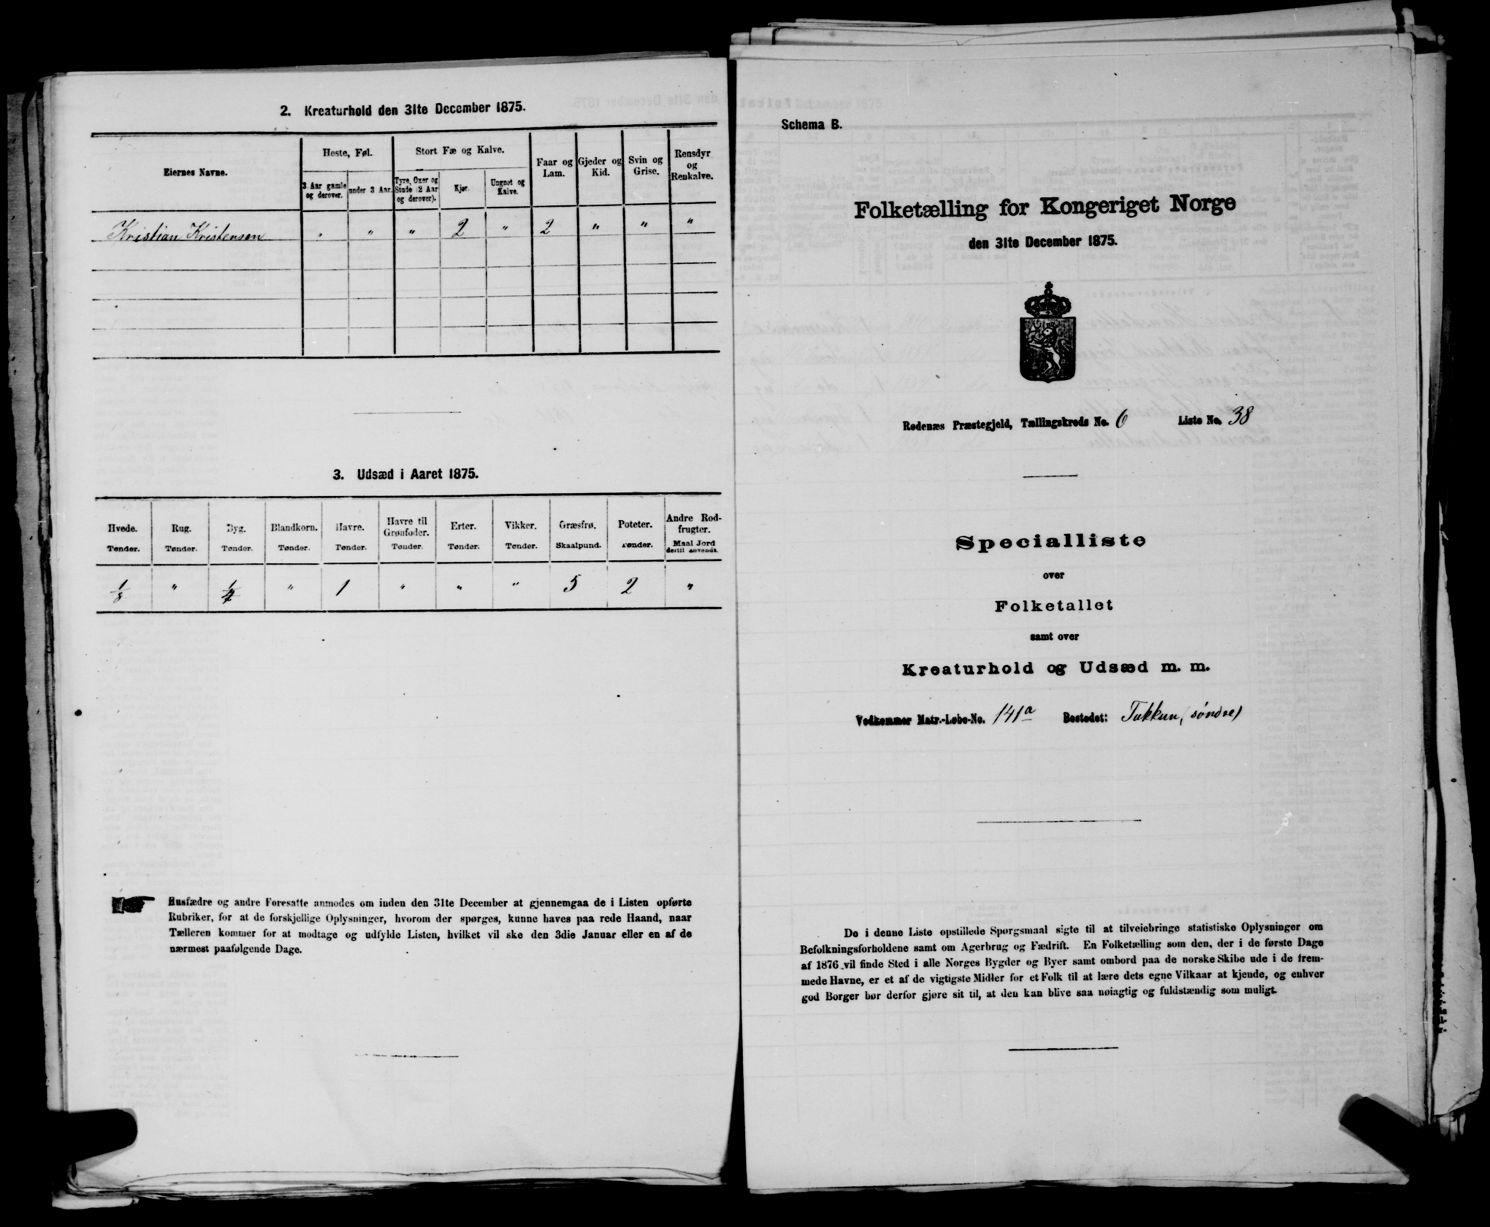 2. Kreaturhold den 31te December 1875.
Eiernes Navne.
Heste, Føl.
Stort Fæ og Kalve.
Faar og Lam.
Gjeder og Kid.
Svin og Grise.
Rensdyr og Renkalve.
3 Aar gamle og derover.
under 3 Aar.
Tyre, Oxer og Stude (2 Aar og derover).
Kjør.
Ungnøt og Kalve.
Kristian Kristensen " " " 2 " 2 " " "
3. Udsæd i Aaret 1875.
Hvede. Rug. Byg. Blandkorn. Havre. Havre til Grønfoder. Erter. Vikker. Græsfrø. Poteter. Andre Rodfrugter.
Tønder. Tønder. Tønder. Tønder. Tønder. Tønder. Tønder. Tønder. Skaalpund. Tønder. Maal Jord dertil anvendt.
1/8 " 1/4 " 1 " " " 5 2 "
Husfædre og andre Foresatte anmodes om inden den 31te December at gjennemgaa de i Listen opførte
Rubriker, for at de forskjellige Oplysninger, hvorom der spørges, kunne haves paa rede Haand, naar
Tælleren kommer for at modtage og udfylde Listen, hvilket vil ske den 3die Januar eller en af de
nærmest paafølgende Dage.
Schema B.
Folketælling for Kongeriget Norge
den 31te December 1875.
Rødenæs Præstegjeld, Tællingskreds No. 6 Liste No. 38
Specialliste
over
Folketallet
samt over
Kreaturhold og Udsæd m. m.
Vedkommer Matr.-Løbe-No. 141a Bostedet: Tukkun, (søndre)
De i denne Liste opstillede Spørgsmaal sigte til at tilveiebringe statistiske Oplysninger om
Befolkningsforholdene samt om Agerbrug og Fædrift. En Folketælling som den, der i de første Dage
af 1876 vil finde Sted i alle Norges Bygder og Byer samt ombord paa de norske Skibe ude i de frem-
mede Havne, er et af de vigtigste Midler for et Folk til at lære dets egne Vilkaar at kjende, og enhver
god Borger bør derfor gjøre sit til, at den kan blive saa nøiagtig og fuldstændig som muligt.